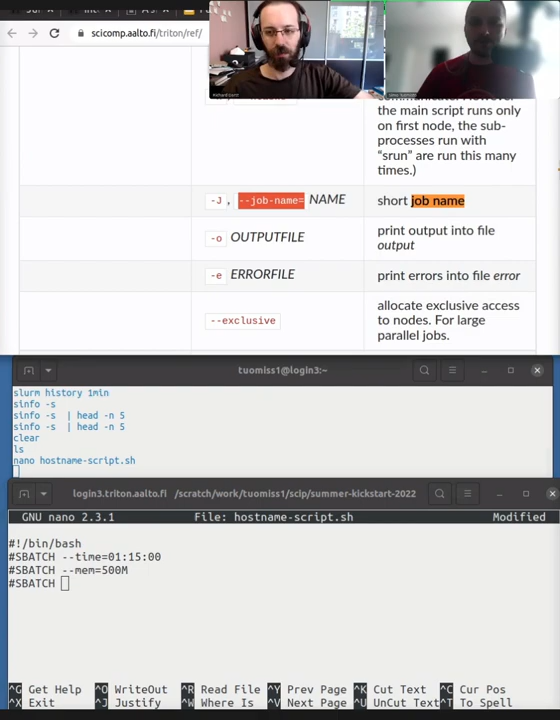 scicomp.aalto.fi/triton/ref/
the main script runs only
on first node, the sub-
processes run with
“srun” are run this many
times.)
-J , --job-name= NAME short job name
-o OUTPUTFILE print output into file
output
-e ERRORFILE print errors into file error
--exclusive allocate exclusive access
to nodes. For large
parallel jobs.
tuomiss1@login3:~
slurm history 1min
sinfo -s
sinfo -s | head -n 5
sinfo -s | head -n 5
clear
ls
nano hostname-script.sh
login3.triton.aalto.fi /scratch/work/tuomiss1/scip/summer-kickstart-2022
GNU nano 2.3.1 File: hostname-script.sh Modified
#!/bin/bash
#SBATCH --time=01:15:00
#SBATCH --mem=500M
#SBATCH
^G Get Help ^O WriteOut ^R Read File ^Y Prev Page ^K Cut Text ^C Cur Pos
^X Exit ^J Justify ^W Where Is ^V Next Page ^U UnCut Text ^T To Spell